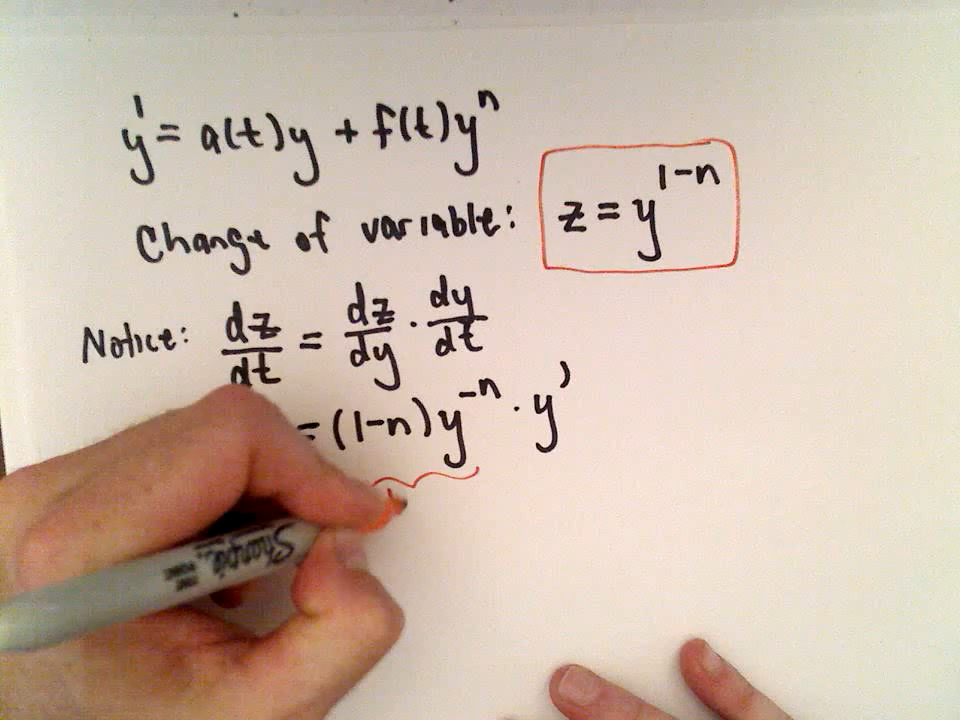 y' = a(t)y + f(t)y^n
Change of variable: z = y^{1-n}
Notice: dz/dt = dz/dy · dy/dt
= (1-n)y^{-n} · y'
Sharpie